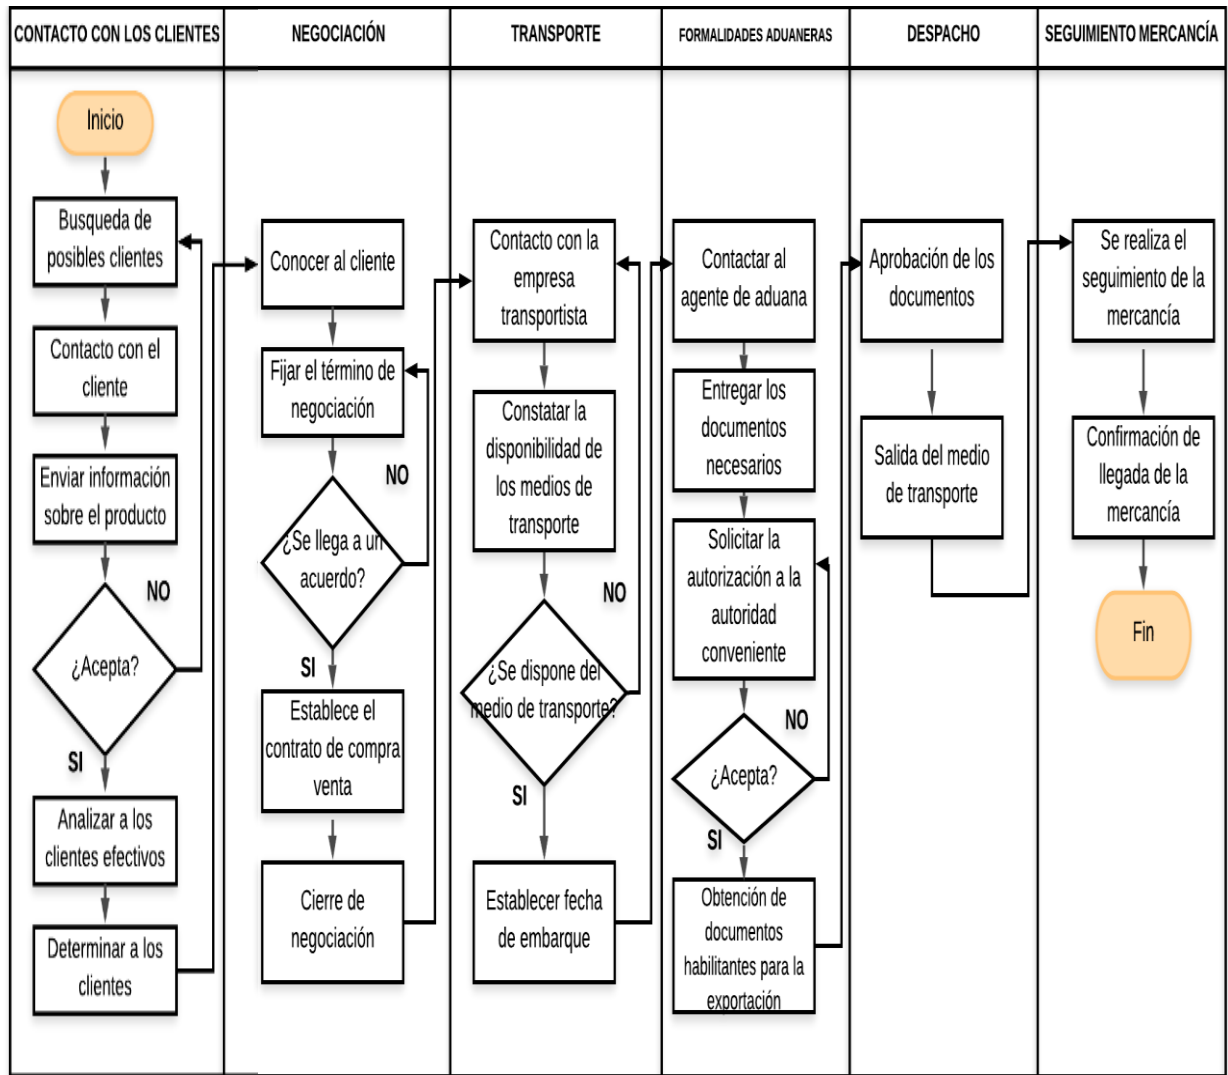 CONTACTO CON LOS CLIENTES
NEGOCIACIÓN
TRANSPORTE
FORMALIDADES ADUANERAS
DESPACHO
SEGUIMIENTO MERCANCÍA
Inicio
Busqueda de
posibles clientes
Contacto con el
cliente
Enviar información
sobre el producto
NO
¿Acepta?
SI
Analizar a los
clientes efectivos
Determinar a los
clientes
Conocer al cliente
Fijar el término de
negociación
NO
¿Se llega a un
acuerdo?
SI
Establece el
contrato de compra
venta
Cierre de
negociación
Contacto con la
empresa
transportista
Constatar la
disponibilidad de
los medios de
transporte
NO
¿Se dispone del
medio de transporte?
SI
Establecer fecha
de embarque
Contactar al
agente de aduana
Entregar los
documentos
necesarios
Solicitar la
autorización a la
autoridad
conveniente
NO
¿Acepta?
SI
Obtención de
documentos
habilitantes para la
exportación
Aprobación de los
documentos
Salida del medio
de transporte
Se realiza el
seguimiento de la
mercancía
Confirmación de
llegada de la
mercancía
Fin